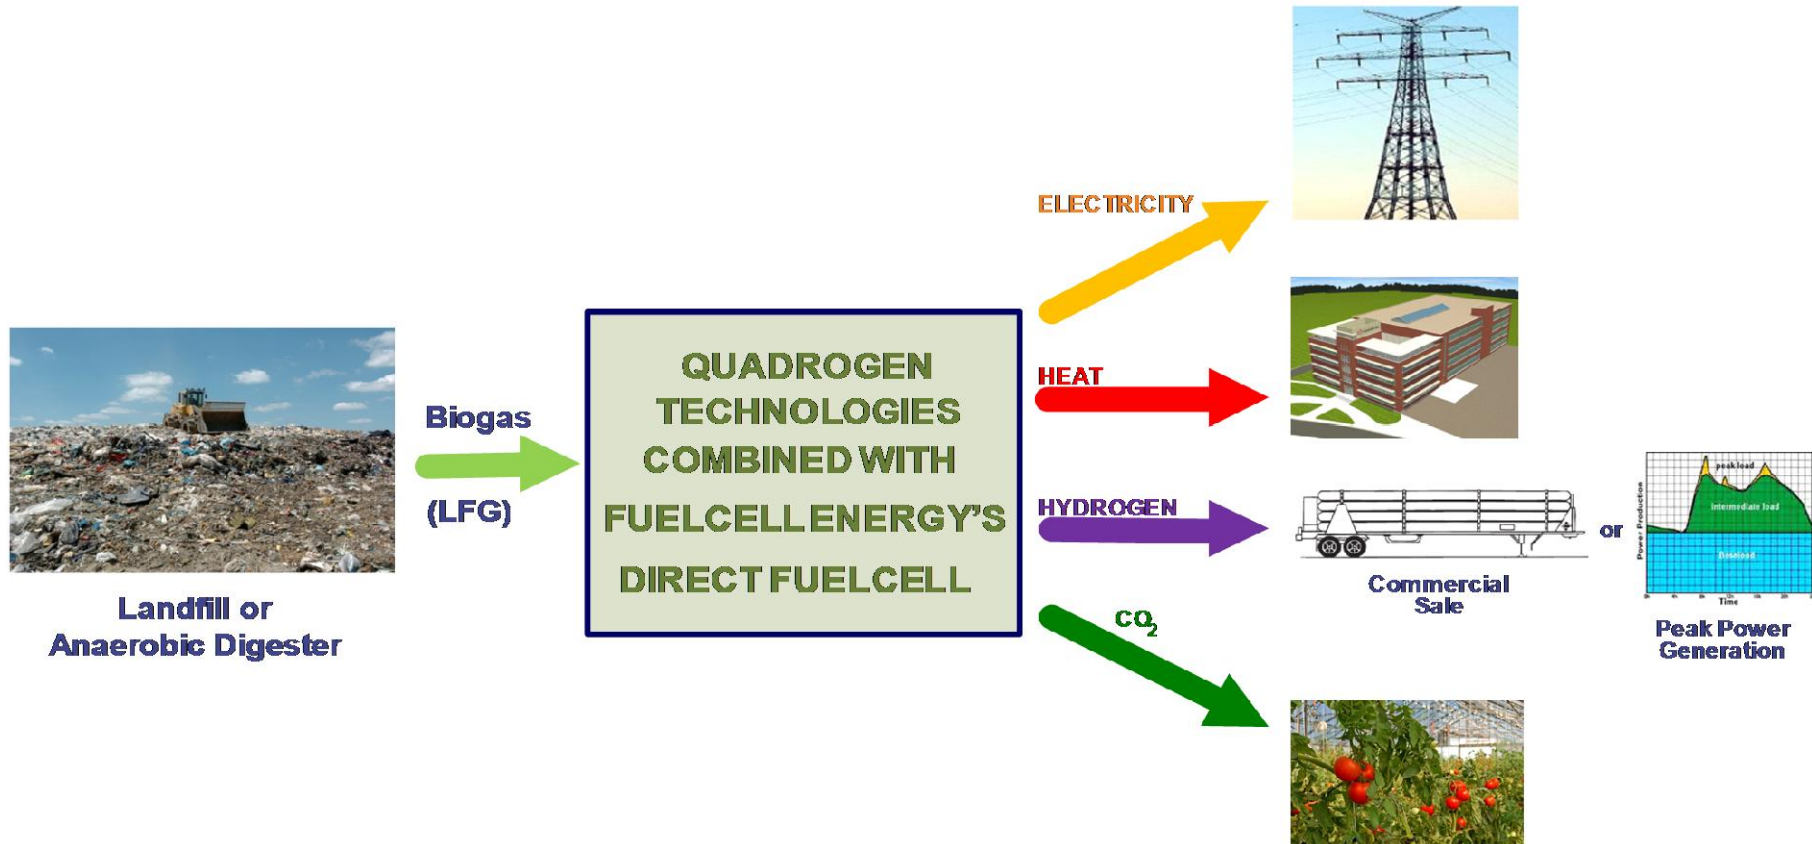 Landfill or
Anaerobic Digester
Biogas
(LFG)
QUADROGEN
TECHNOLOGIES
COMBINED WITH
FUELCELL ENERGY'S
DIRECT FUELCELL
ELECTRICITY
HEAT
HYDROGEN
CO2
Commercial
Sale
or
Power Production
peak load
Intermediate load
Baseload
Time
Peak Power
Generation